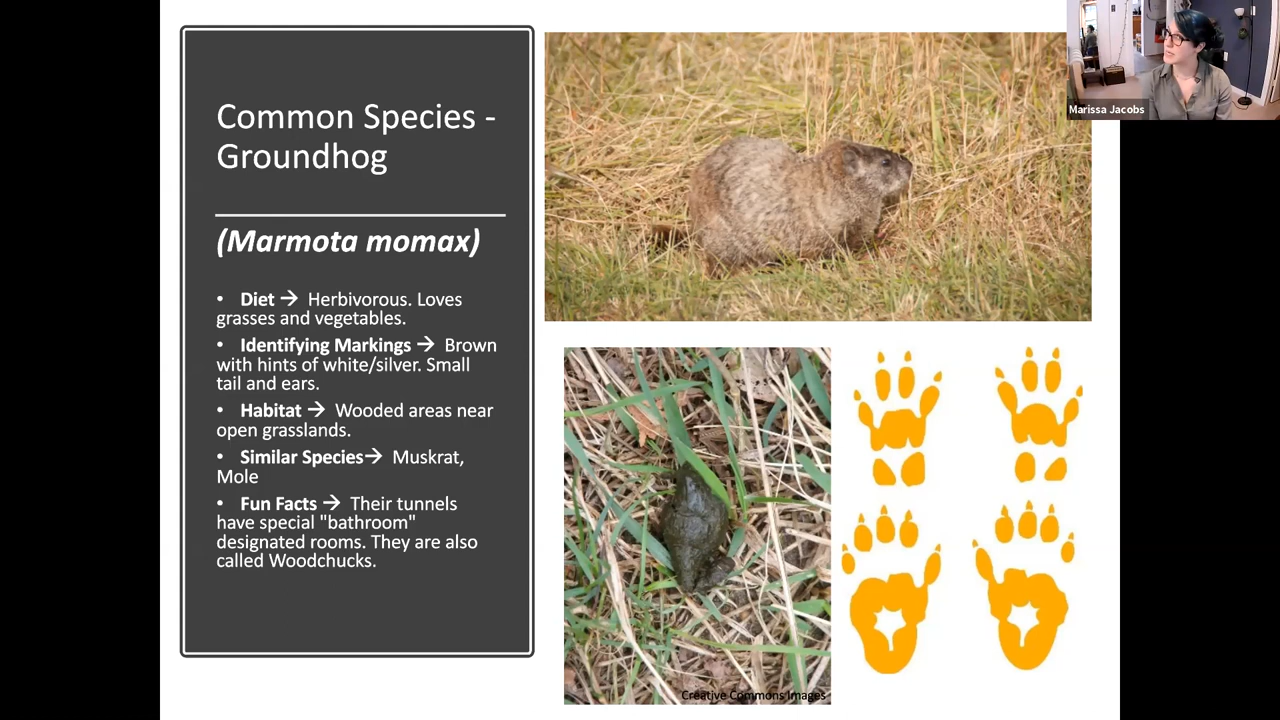 Common Species -
Groundhog
(Marmota momax)
• Diet → Herbivorous. Loves
grasses and vegetables.
• Identifying Markings → Brown
with hints of white/silver. Small
tail and ears.
• Habitat → Wooded areas near
open grasslands.
• Similar Species→ Muskrat,
Mole
• Fun Facts → Their tunnels
have special "bathroom"
designated rooms. They are also
called Woodchucks.
Creative Commons Images
Marissa Jacobs